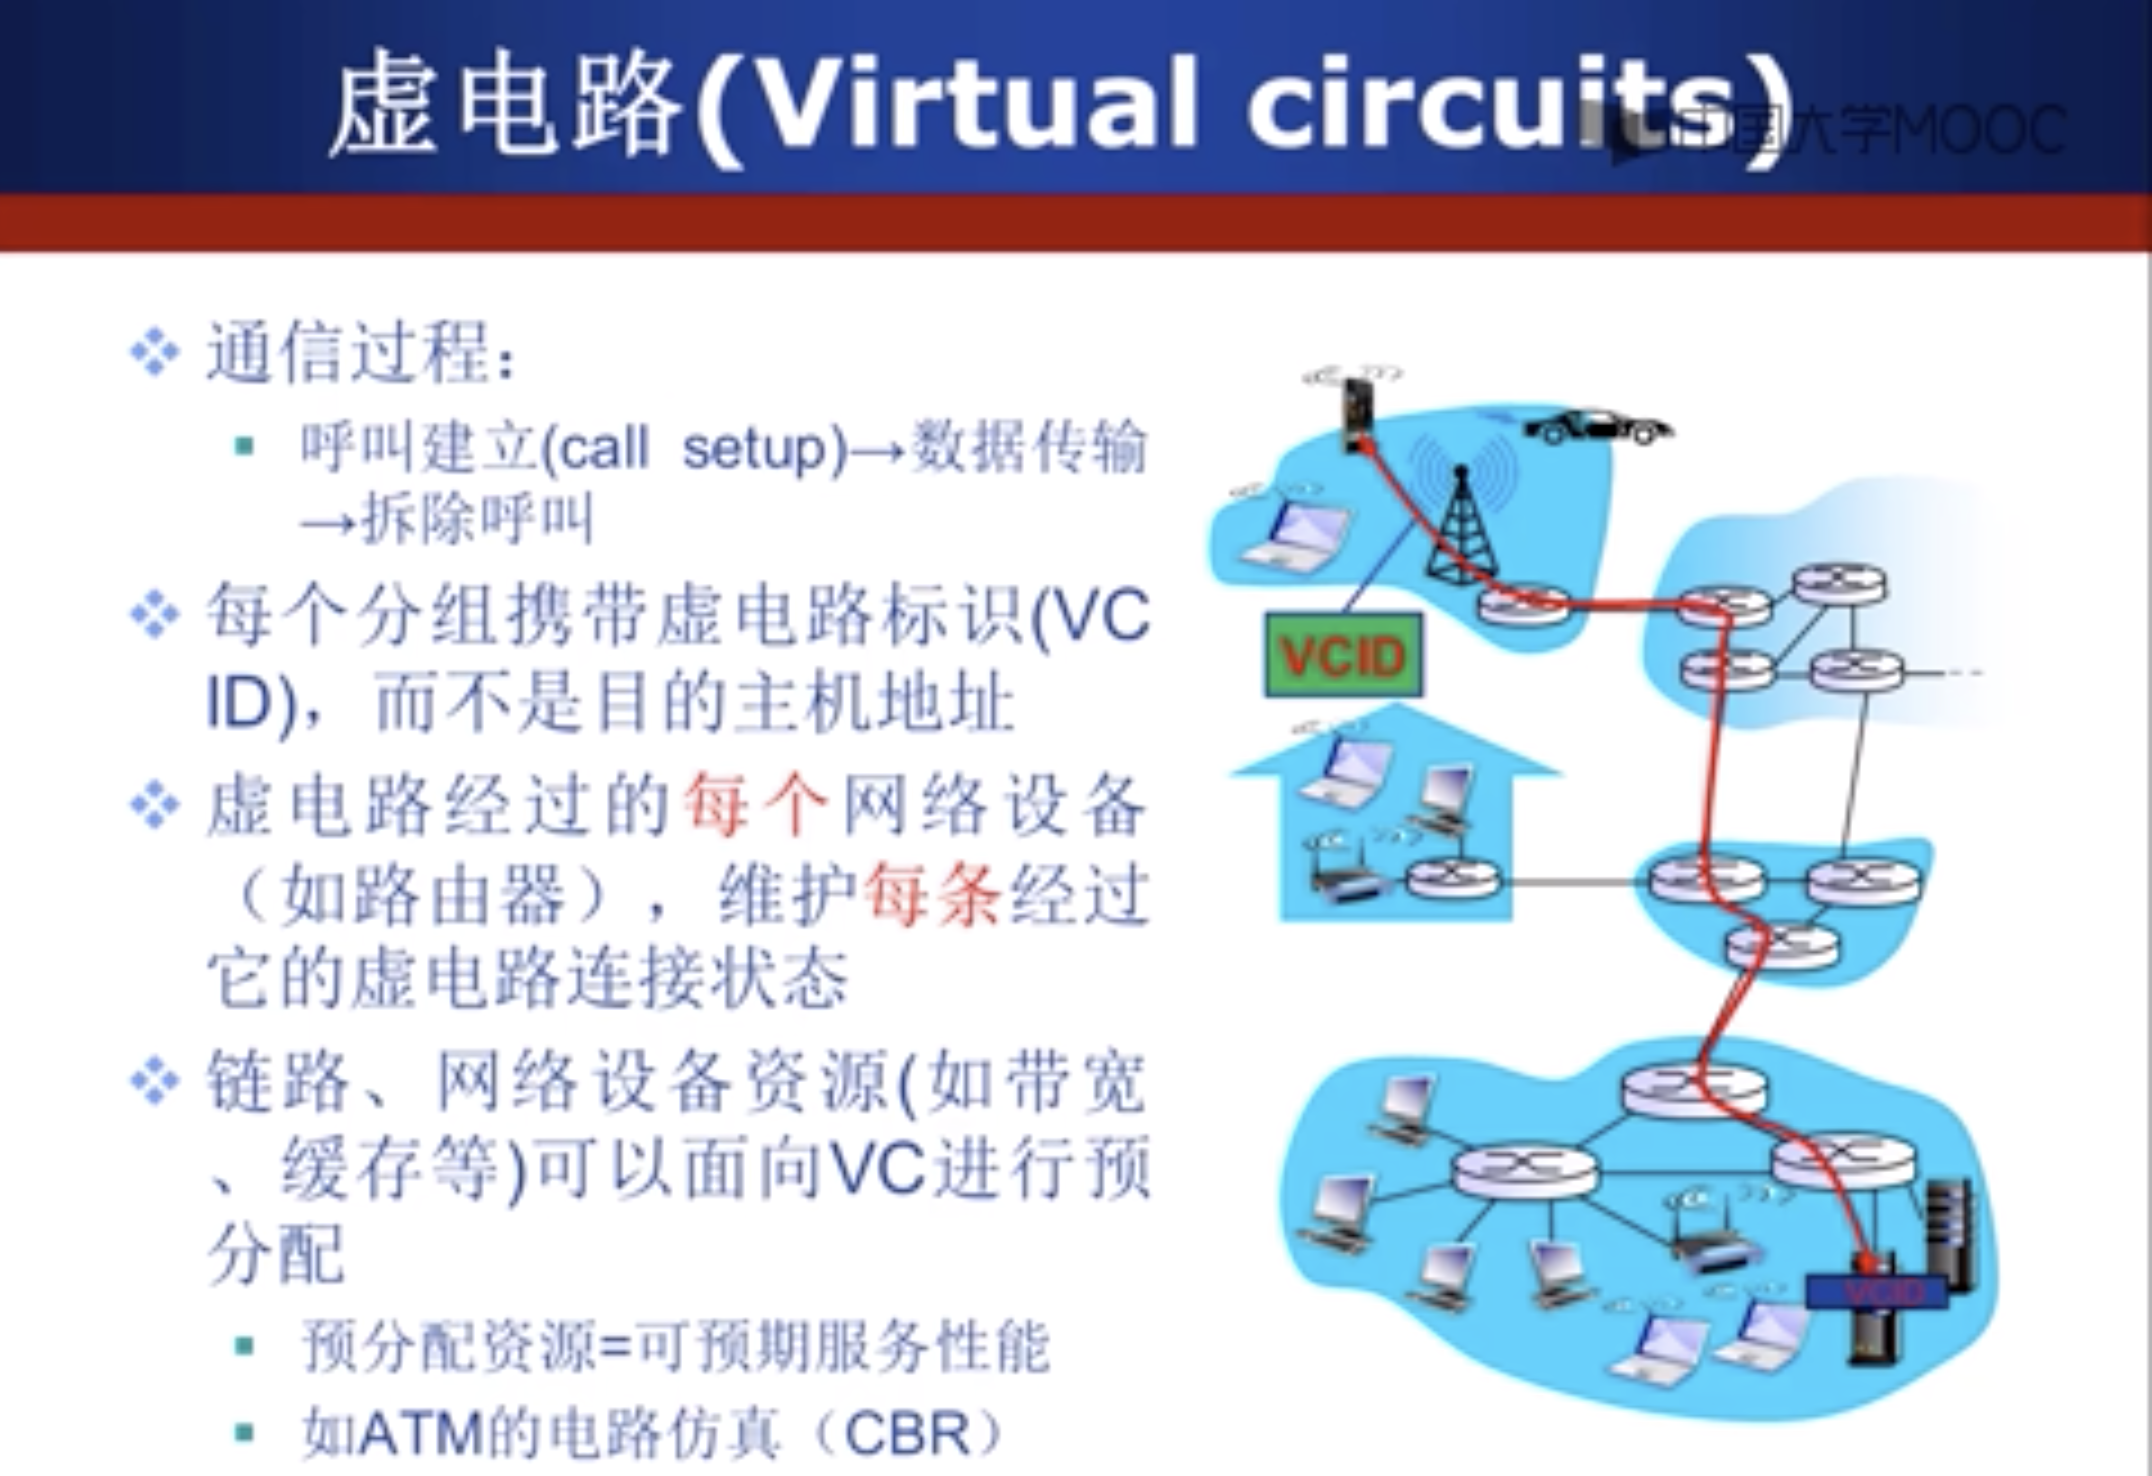 虚电路(Virtual circuits)
中国大学MOOC
通信过程：
呼叫建立(call setup)→数据传输
→拆除呼叫
每个分组携带虚电路标识(VC
ID)，而不是目的主机地址
虚电路经过的每个网络设备
（如路由器），维护每条经过
它的虚电路连接状态
链路、网络设备资源(如带宽
、缓存等)可以面向VC进行预
分配
预分配资源=可预期服务性能
如ATM的电路仿真（CBR）
VCID
VCID